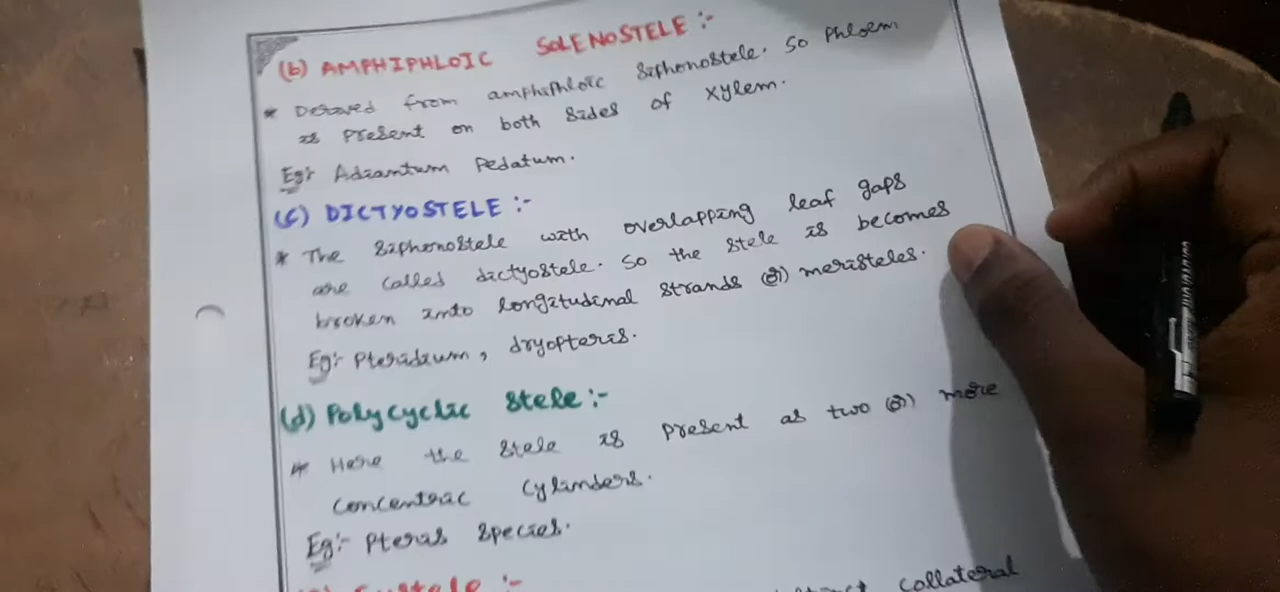 (b) AMPHIPHLOIC SOLENOSTELE :-
* Derived from amphiphloic Siphonostele. So Phloem
is present on both Sides of xylem.
Eg:- Adiantum Pedatum.
(c) DICTYOSTELE :-
* The Siphonostele with overlapping leaf gaps
are called dictyostele. So the stele is becomes
broken into longitudinal strands (or) meristeles.
Eg:- Pteridium, dryopteris.
(d) Polycyclic Stele :-
* Here the Stele is present as two (or) more
Concentric Cylinders.
Eg:- Pteris Species.
Eustele :-
Collateral